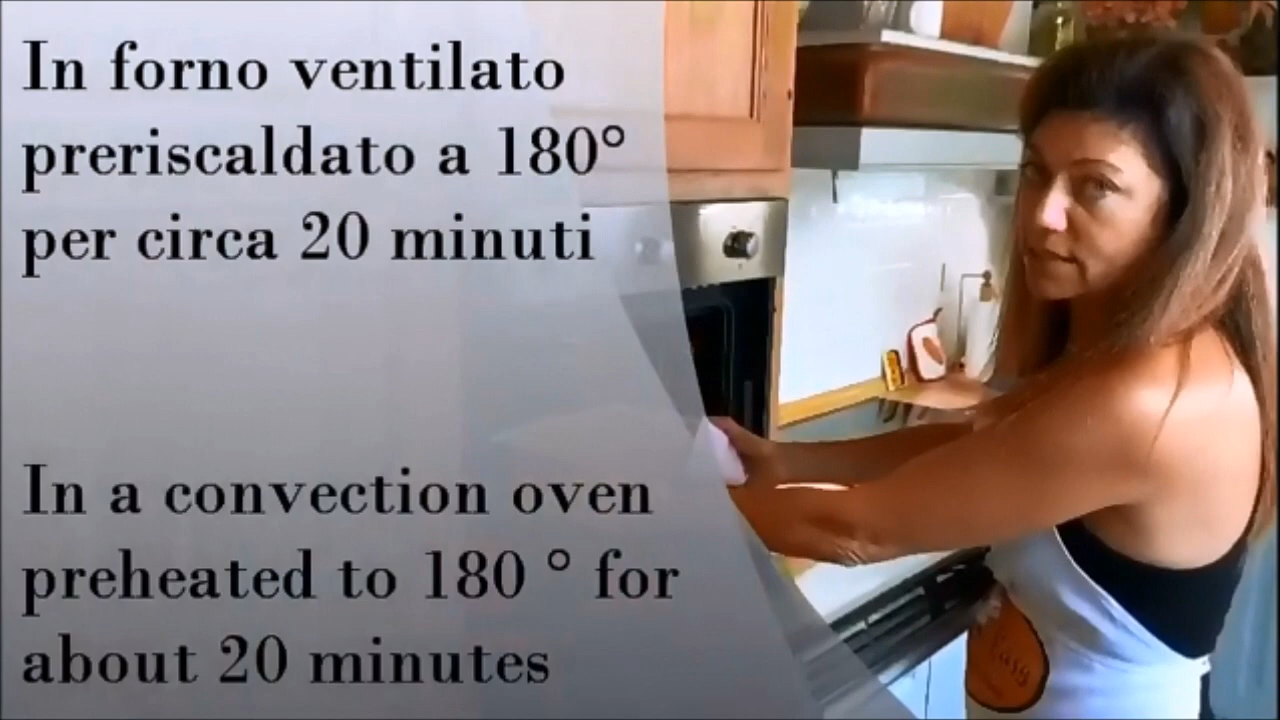 In forno ventilato
preriscaldato a 180°
per circa 20 minuti
In a convection oven
preheated to 180 ° for
about 20 minutes